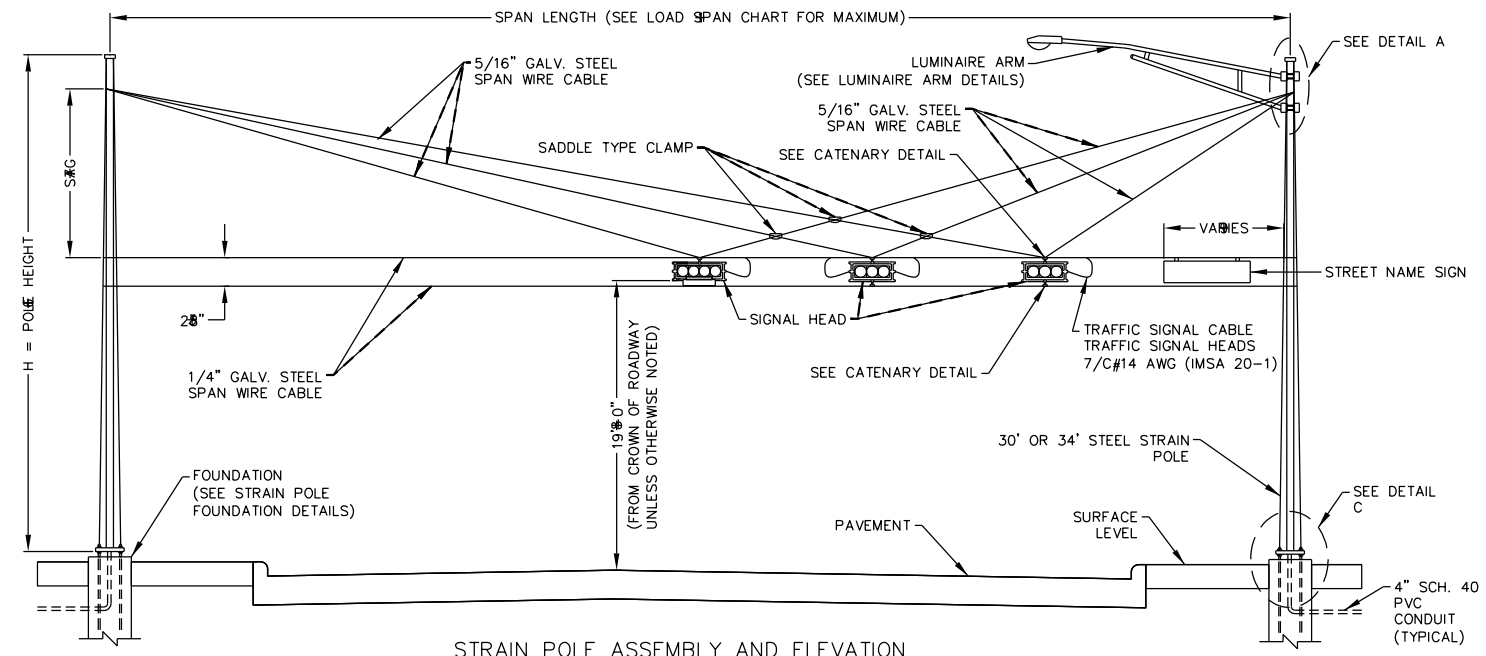 SPAN LENGTH (SEE LOAD SPAN CHART FOR MAXIMUM)
SEE DETAIL A
5/16" GALV. STEEL
SPAN WIRE CABLE
LUMINAIRE ARM
(SEE LUMINAIRE ARM DETAILS)
5/16" GALV. STEEL
SPAN WIRE CABLE
SADDLE TYPE CLAMP
SEE CATENARY DETAIL
SAG
H = POLE HEIGHT
VARIES
STREET NAME SIGN
SIGNAL HEAD
TRAFFIC SIGNAL CABLE
TRAFFIC SIGNAL HEADS
7/C#14 AWG (IMSA 20-1)
1/4" GALV. STEEL
SPAN WIRE CABLE
SEE CATENARY DETAIL
(FROM CROWN OF ROADWAY
UNLESS OTHERWISE NOTED)
30' OR 34' STEEL STRAIN
POLE
FOUNDATION
(SEE STRAIN POLE
FOUNDATION DETAILS)
SEE DETAIL
C
PAVEMENT
SURFACE
LEVEL
4" SCH. 40
PVC
CONDUIT
(TYPICAL)
STRAIN POLE ASSEMBLY AND ELEVATION